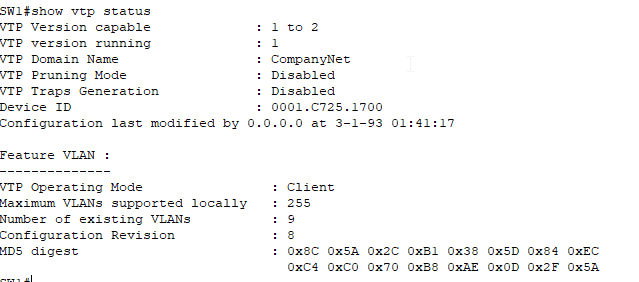 SW1#show vtp status
VTP Version capable : 1 to 2
VTP version running : 1
VTP Domain Name : CompanyNet
VTP Pruning Mode : Disabled
VTP Traps Generation : Disabled
Device ID : 0001.C725.1700
Configuration last modified by 0.0.0.0 at 3-1-93 01:41:17
Feature VLAN :
--------------
VTP Operating Mode : Client
Maximum VLANs supported locally : 255
Number of existing VLANs : 9
Configuration Revision : 8
MD5 digest : 0x8C 0x5A 0x2C 0xB1 0x38 0x5D 0x84 0xEC
0xC4 0xC0 0x70 0xB8 0xAE 0x0D 0x2F 0x5A
SW1#